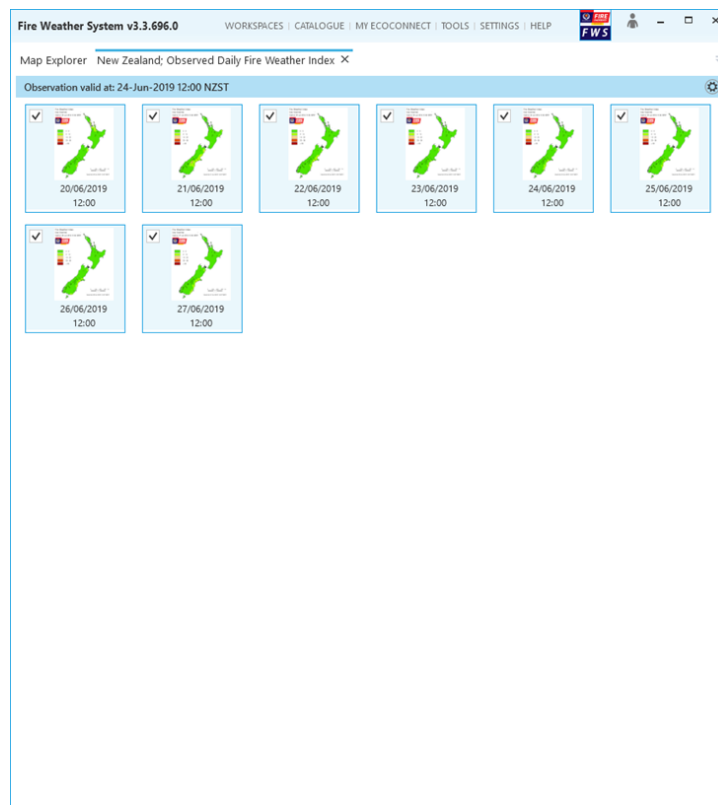 Fire Weather System v3.3.696.0
WORKSPACES | CATALOGUE | MY ECOCONNECT | TOOLS | SETTINGS | HELP
FIRE
FWS
Map Explorer
New Zealand; Observed Daily Fire Weather Index
Observation valid at: 24-Jun-2019 12:00 NZST
20/06/2019
12:00
21/06/2019
12:00
22/06/2019
12:00
23/06/2019
12:00
24/06/2019
12:00
25/06/2019
12:00
26/06/2019
12:00
27/06/2019
12:00